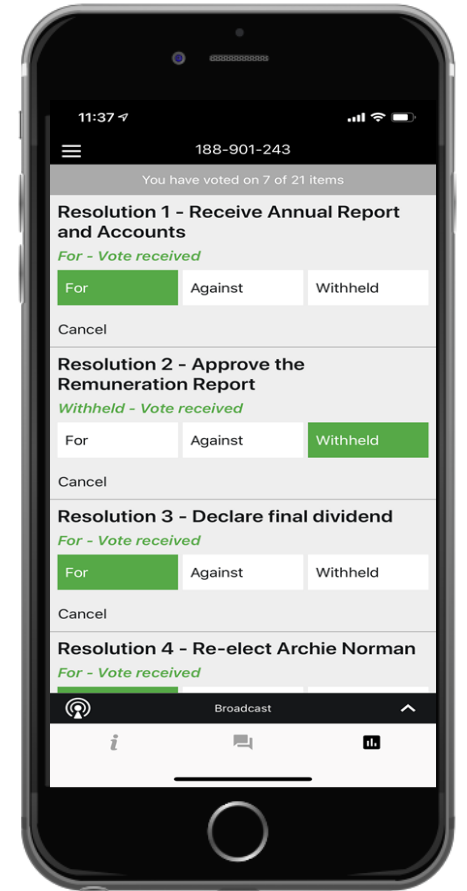 11:37
188-901-243
You have voted on 7 of 21 items
Resolution 1 - Receive Annual Report
and Accounts
For - Vote received
For Against Withheld
Cancel
Resolution 2 - Approve the
Remuneration Report
Withheld - Vote received
For Against Withheld
Cancel
Resolution 3 - Declare final dividend
For - Vote received
For Against Withheld
Cancel
Resolution 4 - Re-elect Archie Norman
For - Vote received
Broadcast